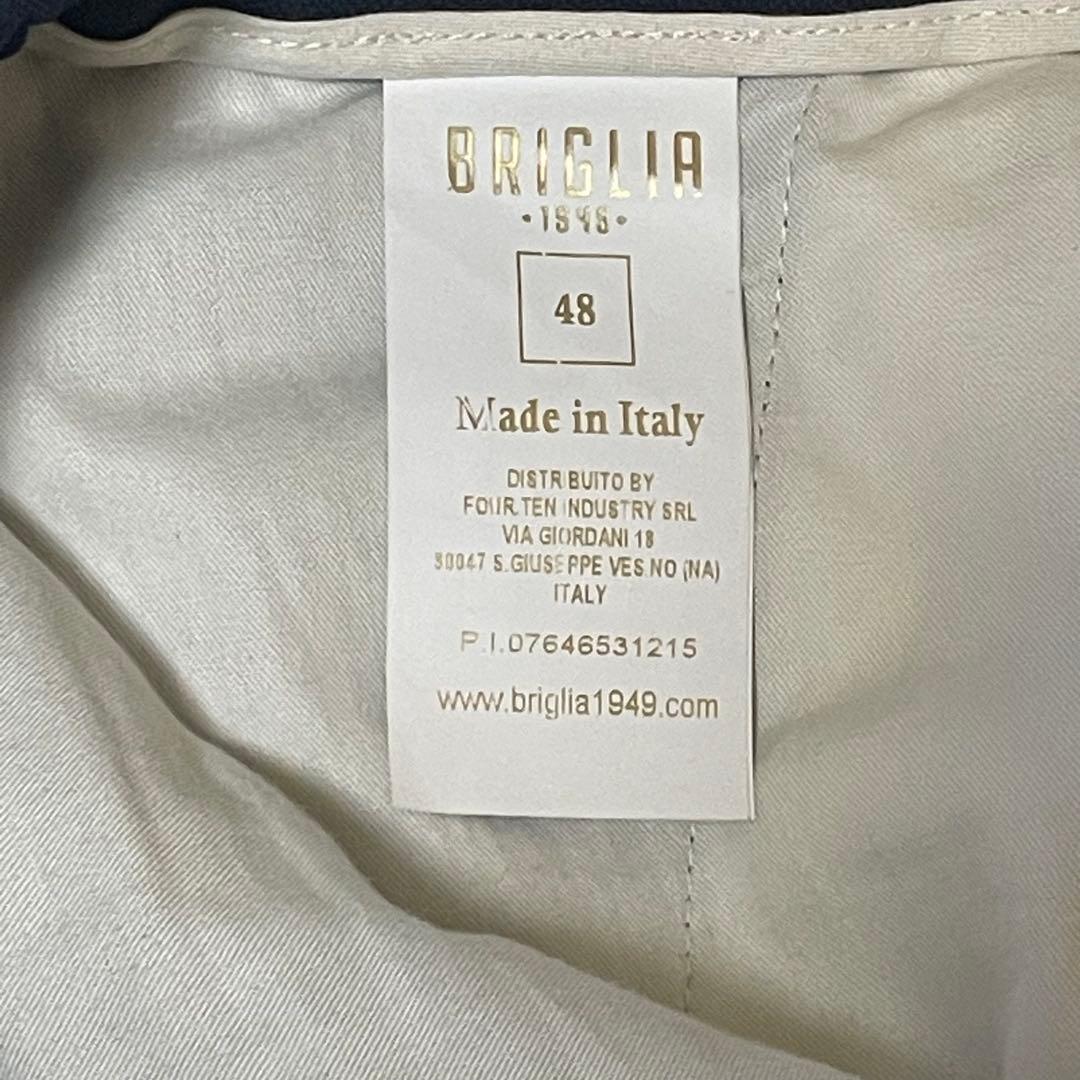 BRIGLIA
• 1949 •
48
Made in Italy
DISTRIBUITO BY
FOUR.TEN INDUSTRY SRL
VIA GIORDANI 18
80047 S.GIUSEPPE VES.NO (NA)
ITALY
P.I.07646531215
www.briglia1949.com